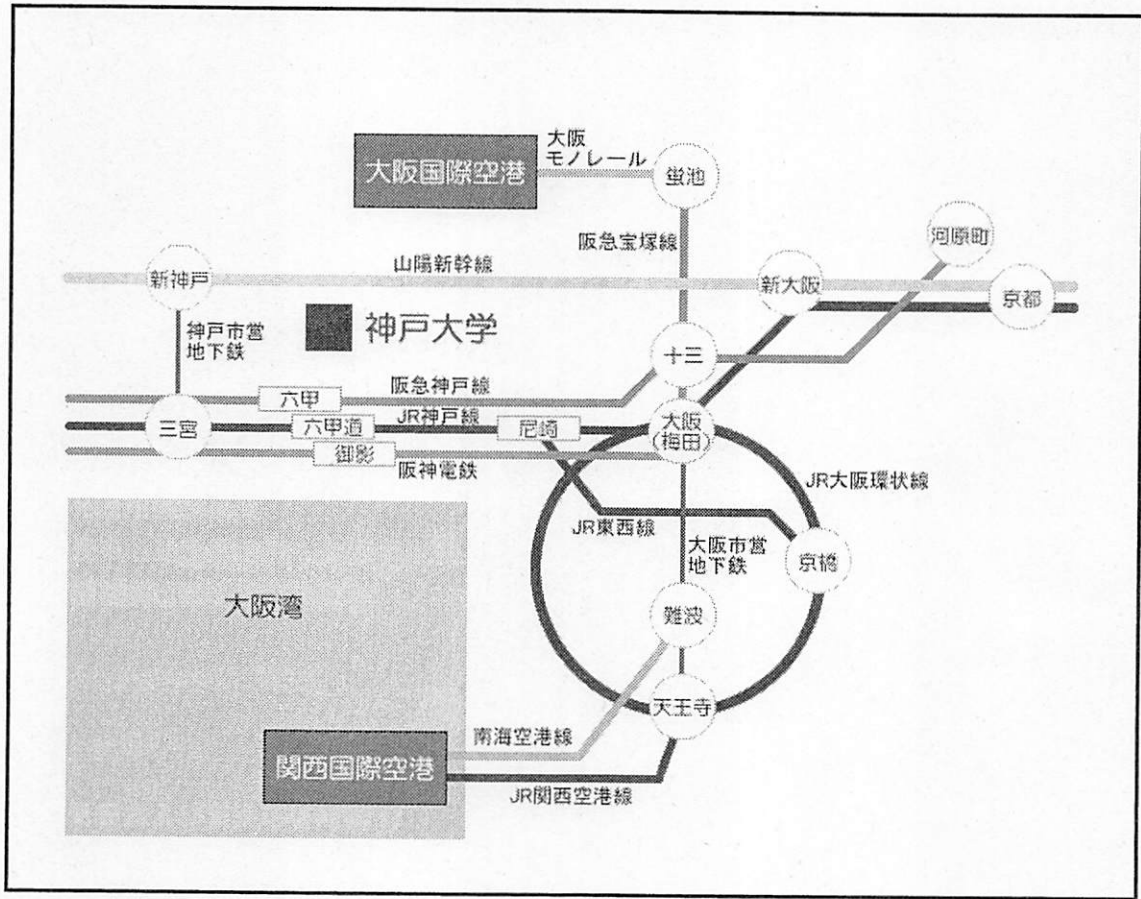 大阪国際空港
大阪
モノレール
蛍池
阪急宝塚線
河原町
新神戸
山陽新幹線
新大阪
京都
神戸市営
地下鉄
神戸大学
十三
阪急神戸線
六甲
JR神戸線
三宮
六甲道
尼崎
大阪
(梅田)
御影
阪神電鉄
JR大阪環状線
JR東西線
大阪市営
地下鉄
京橋
大阪湾
難波
天王寺
南海空港線
関西国際空港
JR関西空港線